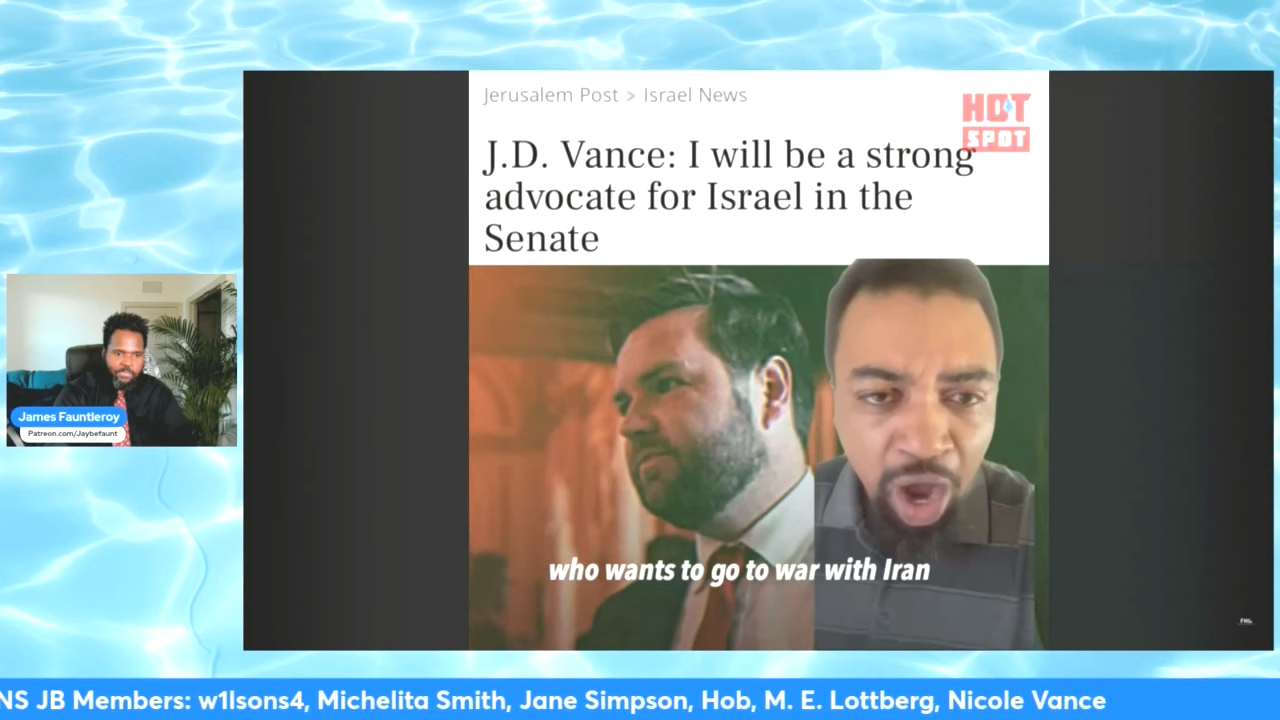 Jerusalem Post > Israel News
HOT
SPOT
J.D. Vance: I will be a strong
advocate for Israel in the
Senate
James Fauntleroy
Patreon.com/Jaybefaunt
who wants to go to war with Iran
NS JB Members: w1lsons4, Michelita Smith, Jane Simpson, Hob, M. E. Lottberg, Nicole Vance